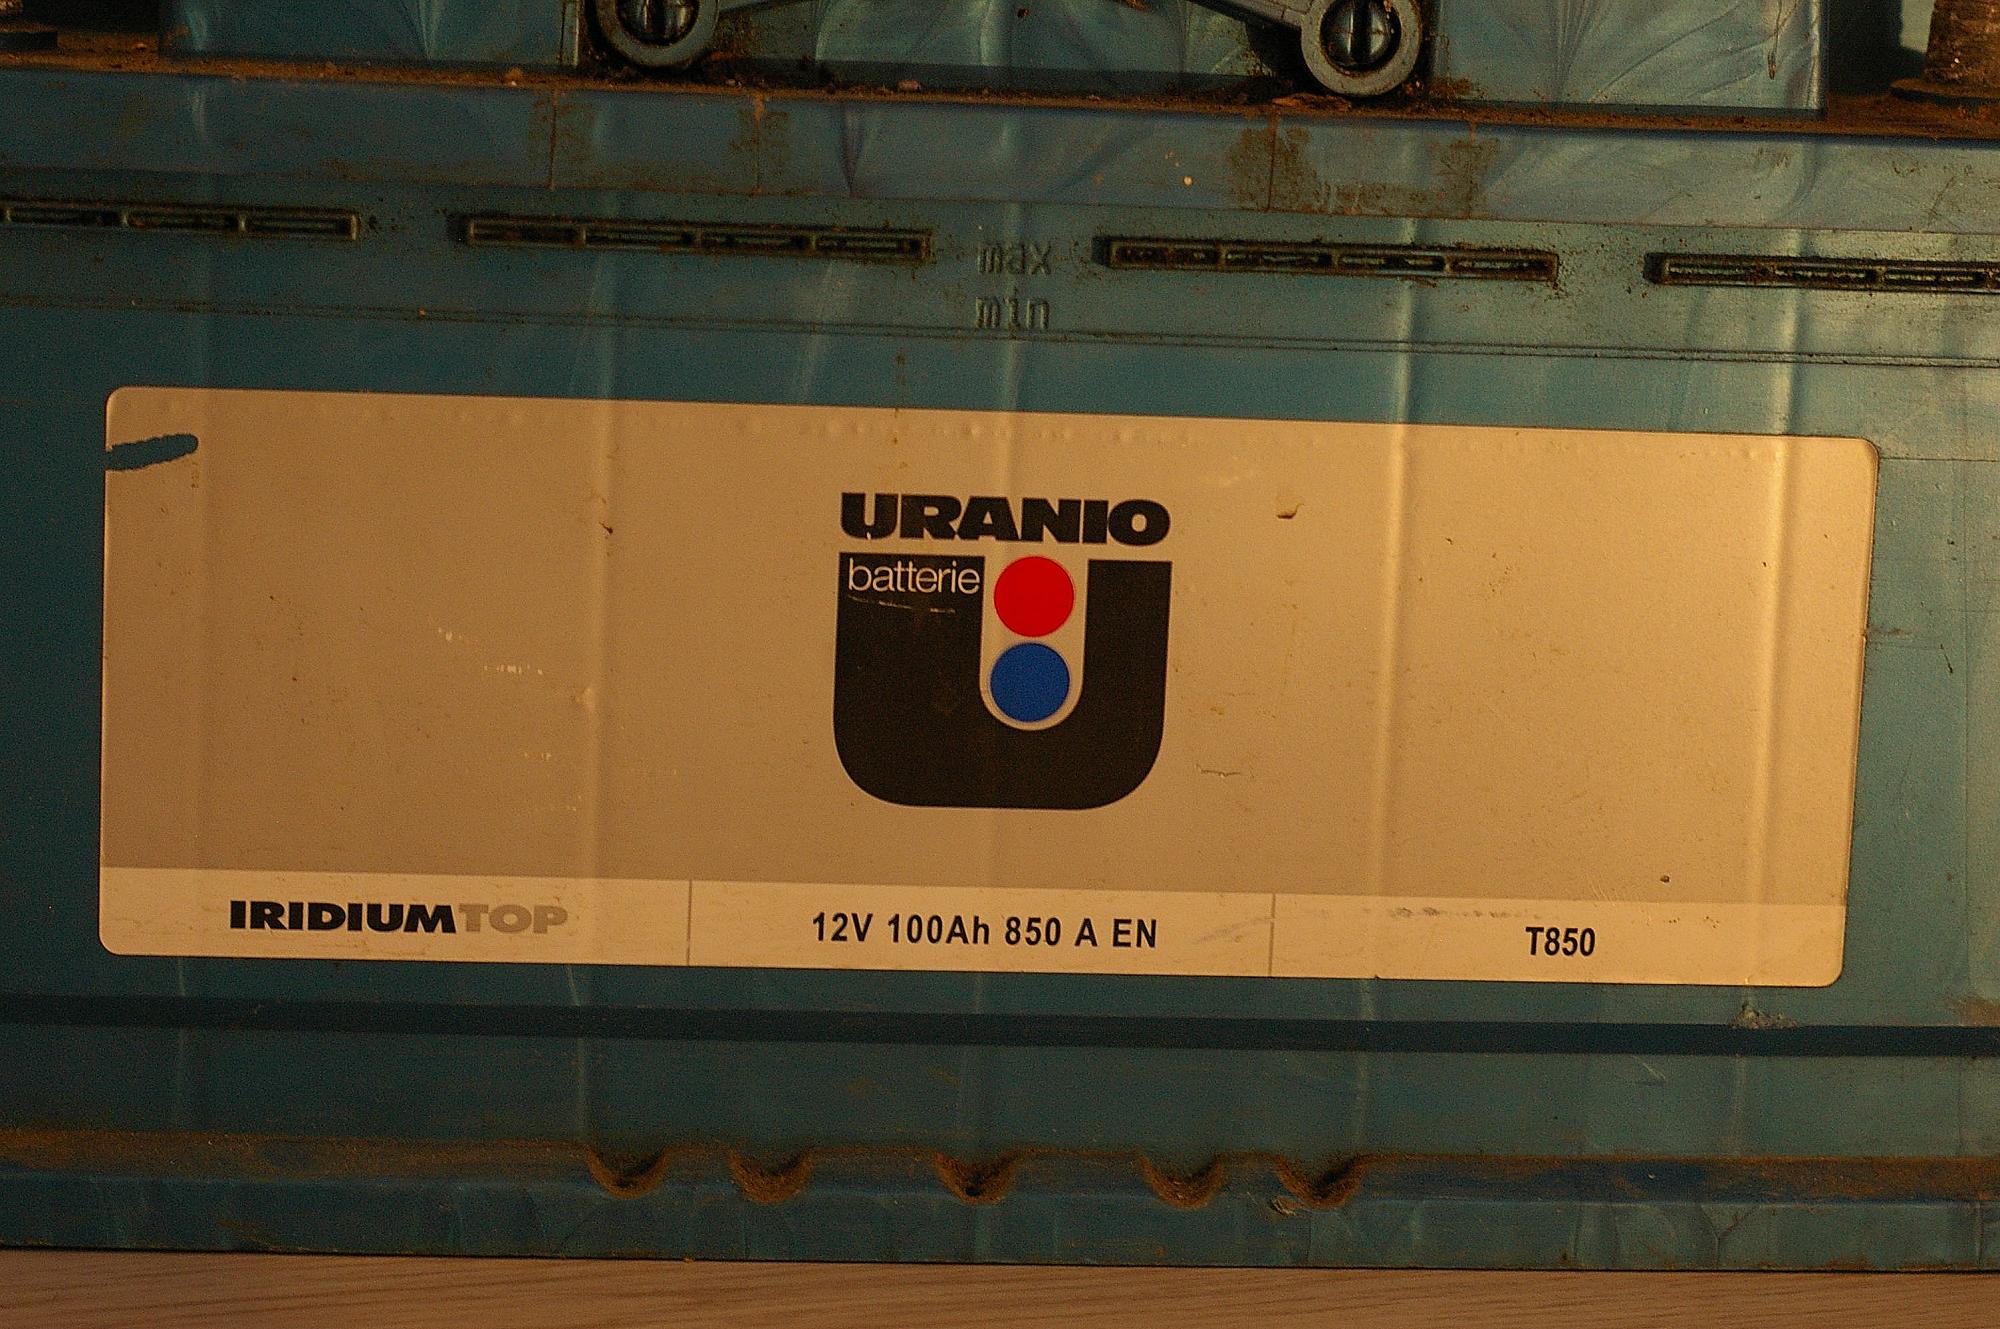 max
min
URANIO
batterie
IRIDIUMTOP
12V 100Ah 850 A EN
T850